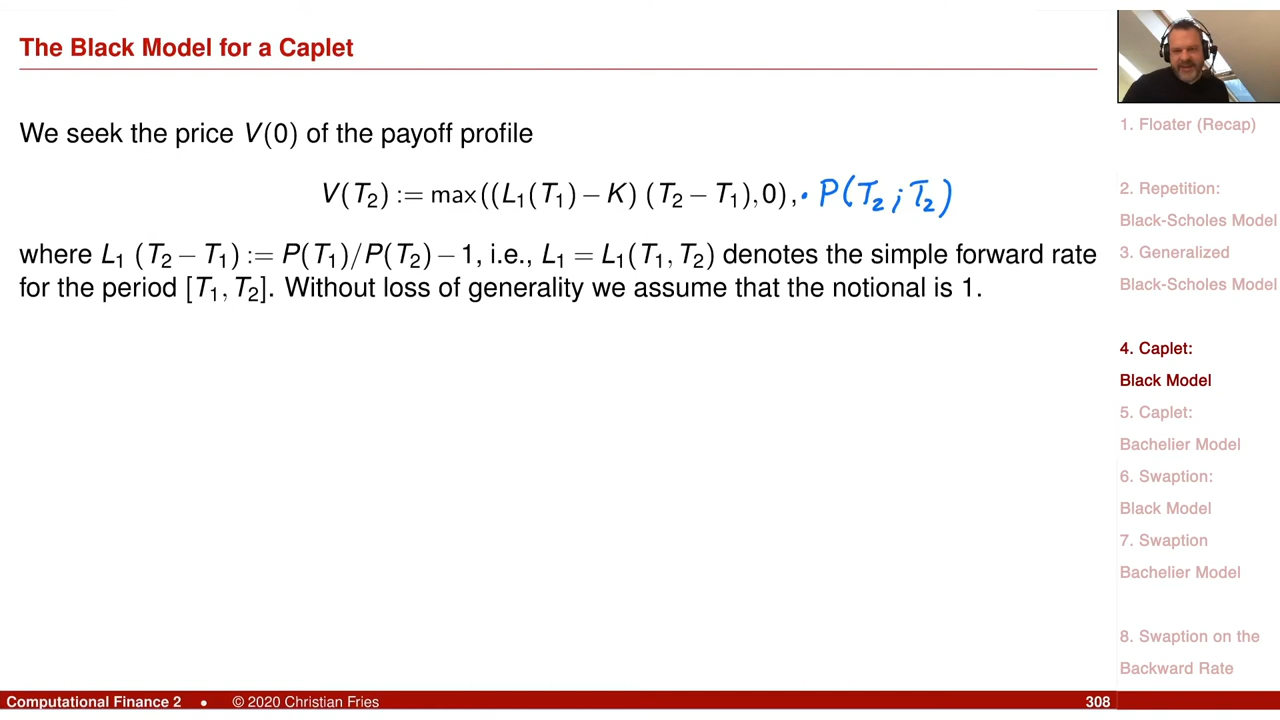 The Black Model for a Caplet
We seek the price V(0) of the payoff profile
V(T₂) := max((L₁(T₁) − K) (T₂ − T₁), 0), · P(T₂ ; T₂)
where L₁ (T₂ − T₁) := P(T₁)/P(T₂) − 1, i.e., L₁ = L₁(T₁, T₂) denotes the simple forward rate
for the period [T₁, T₂]. Without loss of generality we assume that the notional is 1.
1. Floater (Recap)
2. Repetition:
Black-Scholes Model
3. Generalized
Black-Scholes Model
4. Caplet:
Black Model
5. Caplet:
Bachelier Model
6. Swaption:
Black Model
7. Swaption
Bachelier Model
8. Swaption on the
Backward Rate
Computational Finance 2 • © 2020 Christian Fries 308